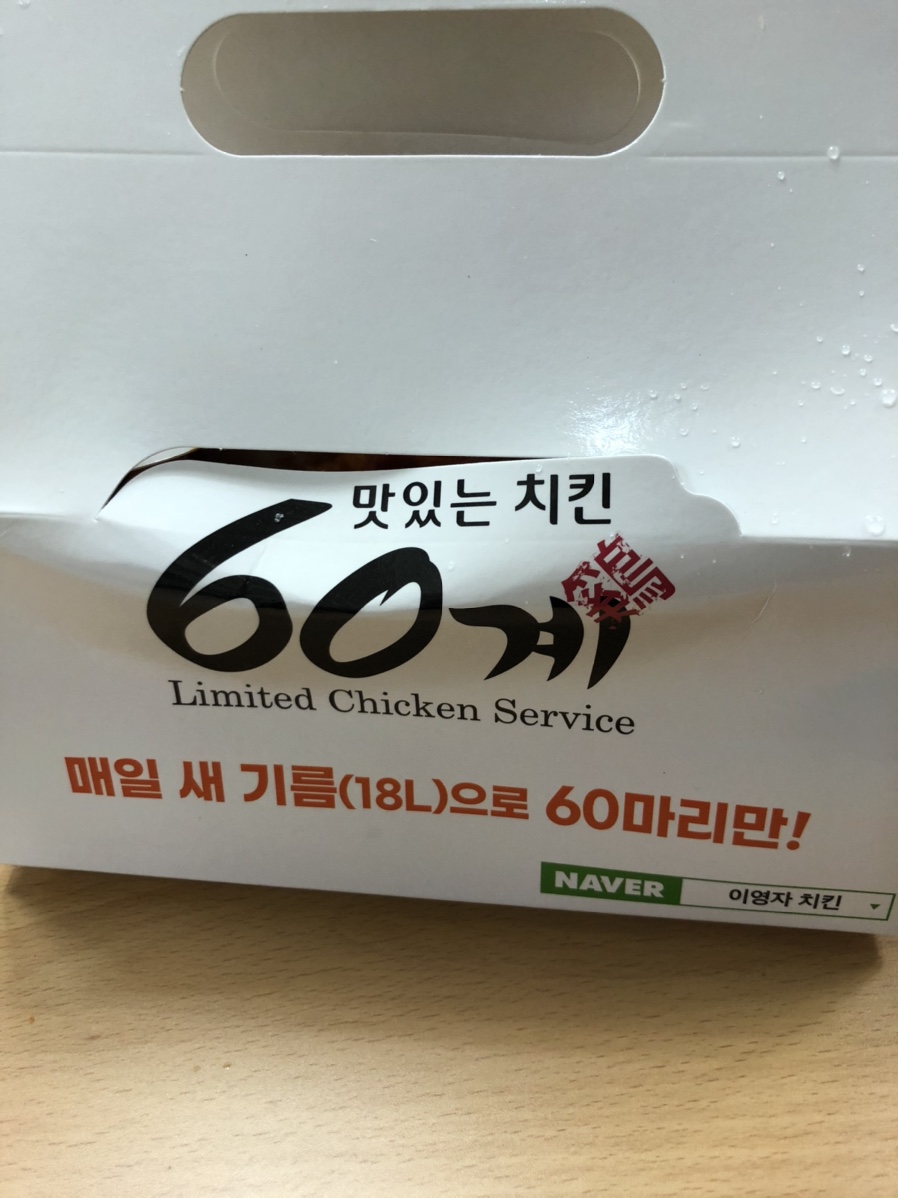 맛있는 치킨
60계
Limited Chicken Service
매일 새 기름(18L)으로 60마리만!
NAVER 이영자 치킨